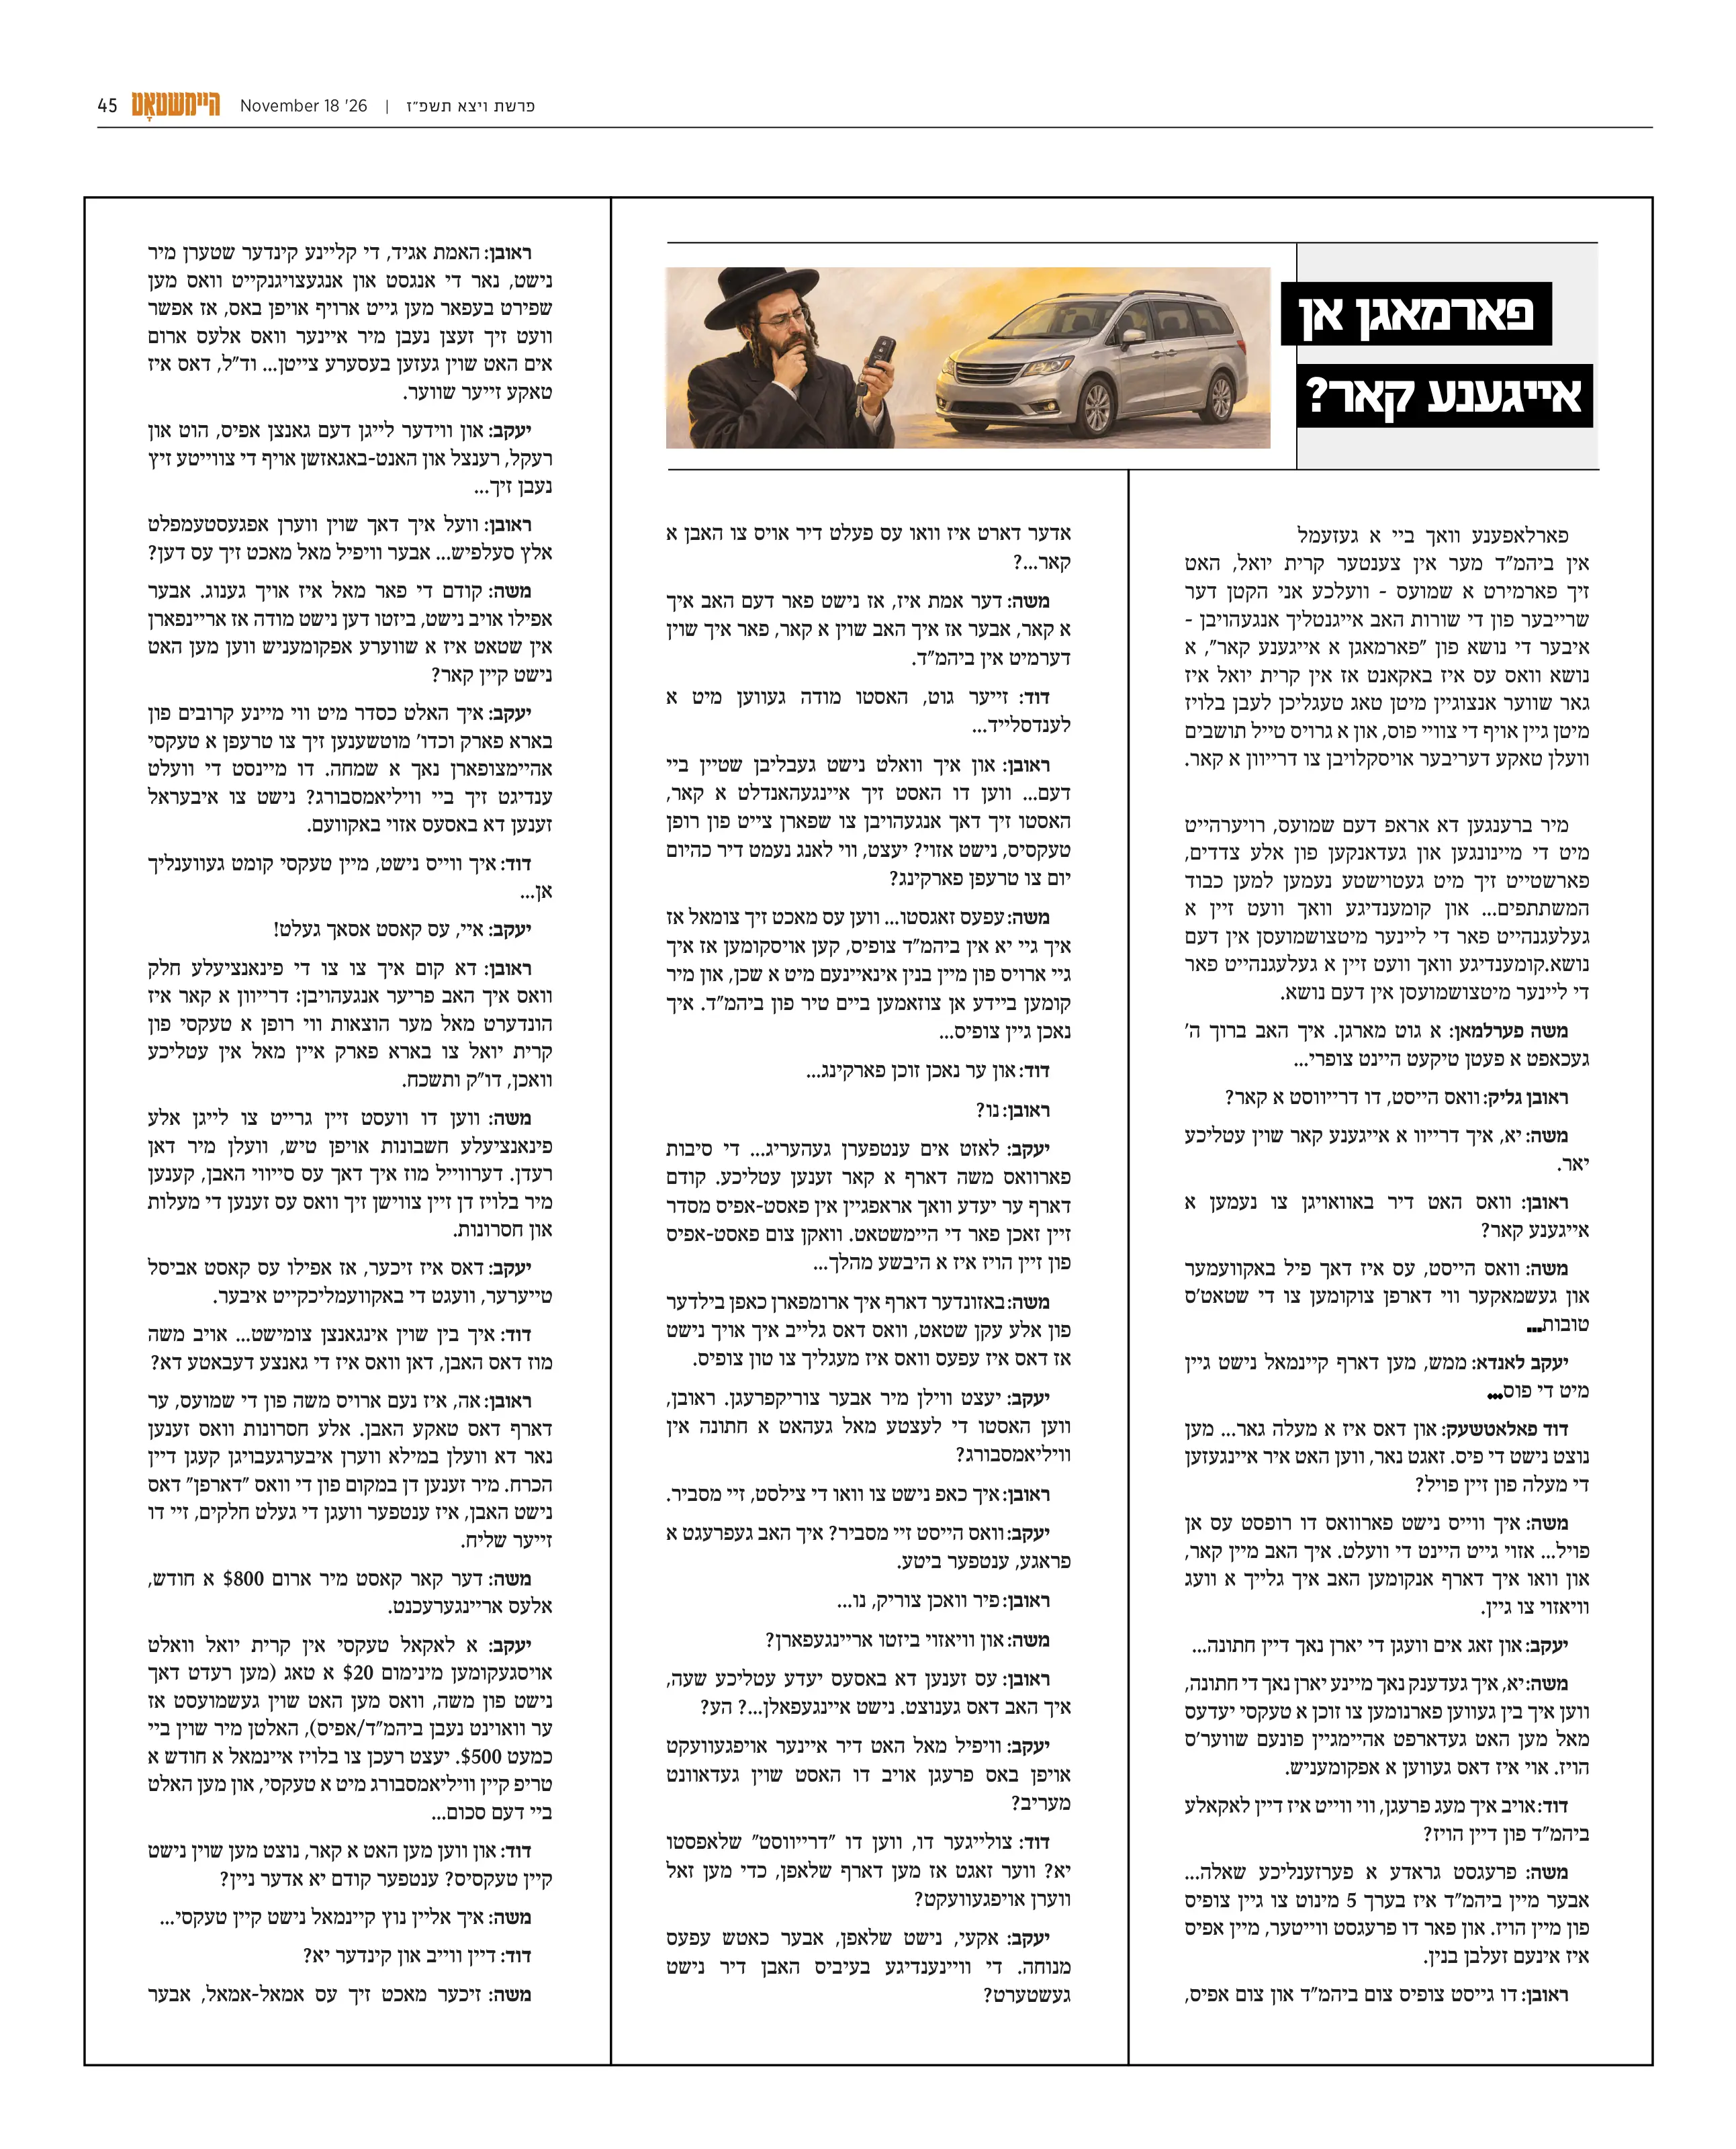 45 היימשטאָט November 18 '26 | פרשת ויצא תשפ״ז
פארמאגן אן
אייגענע קאר?
פארלאפענע וואך ביי א געזעמל
אין ביהמ״ד מער אין צענטער קרית יואל, האט
זיך פארמירט א שמועס - וועלכע אני הקטן דער
שרייבער פון די שורות האב אייגנטליך אנגעהויבן -
איבער די נושא פון ״פארמאגן א אייגענע קאר״, א
נושא וואס עס איז באקאנט אז אין קרית יואל איז
גאר שווער אנצוגיין מיטן טאג טעגליכן לעבן בלויז
מיטן גיין אויף די צוויי פוס, און א גרויס טייל תושבים
וועלן טאקע דעריבער אויסקלויבן צו דרייוון א קאר.
מיר ברענגען דא אראפ דעם שמועס, רויערהייט
מיט די מיינונגען און געדאנקען פון אלע צדדים,
פארשטייט זיך מיט געטוישטע נעמען למען כבוד
המשתתפים... און קומענדיגע וואך וועט זיין א
געלעגנהייט פאר די ליינער מיטצושמועסן אין דעם
נושא.קומענדיגע וואך וועט זיין א געלעגנהייט פאר
די ליינער מיטצושמועסן אין דעם נושא.
משה פערלמאן: א גוט מארגן. איך האב ברוך ה'
געכאפט א פעטן טיקעט היינט צופרי...
ראובן גליק: וואס הייסט, דו דרייווסט א קאר?
משה: יא, איך דרייוו א אייגענע קאר שוין עטליכע
יאר.
ראובן: וואס האט דיר באוואויגן צו נעמען א
אייגענע קאר?
משה: וואס הייסט, עס איז דאך פיל באקוועמער
און געשמאקער ווי דארפן צוקומען צו די שטאט'ס
טובות...
יעקב לאנדא: ממש, מען דארף קיינמאל נישט גיין
מיט די פוס...
דוד פאלאטשעק: און דאס איז א מעלה גאר... מען
נוצט נישט די פיס. זאגט נאר, ווען האט איר איינגעזען
די מעלה פון זיין פויל?
משה: איך ווייס נישט פארוואס דו רופסט עס אן
פויל... אזוי גייט היינט די וועלט. איך האב מיין קאר,
און וואו איך דארף אנקומען האב איך גלייך א וועג
וויאזוי צו גיין.
יעקב: און זאג אים וועגן די יארן נאך דיין חתונה...
משה: יא, איך געדענק נאך מיינע יארן נאך די חתונה,
ווען איך בין געווען פארנומען צו זוכן א טעקסי יעדעס
מאל מען האט געדארפט אהיימגיין פונעם שווער'ס
הויז. אוי איז דאס געווען א אפקומעניש.
דוד: אויב איך מעג פרעגן, ווי ווייט איז דיין לאקאלע
ביהמ״ד פון דיין הויז?
משה: פרעגסט גראדע א פערזענליכע שאלה...
אבער מיין ביהמ״ד איז בערך 5 מינוט צו גיין צופיס
פון מיין הויז. און פאר דו פרעגסט ווייטער, מיין אפיס
איז אינעם זעלבן בנין.
ראובן: דו גייסט צופיס צום ביהמ״ד און צום אפיס,
אדער דארט איז וואו עס פעלט דיר אויס צו האבן א
קאר...?
משה: דער אמת איז, אז נישט פאר דעם האב איך
א קאר, אבער אז איך האב שוין א קאר, פאר איך שוין
דערמיט אין ביהמ״ד.
דוד: זייער גוט, האסטו מודה געווען מיט א
לענדסלייד...
ראובן: און איך וואלט נישט געבליבן שטיין ביי
דעם... ווען דו האסט זיך איינגעהאנדלט א קאר,
האסטו זיך דאך אנגעהויבן צו שפארן צייט פון רופן
טעקסיס, נישט אזוי? יעצט, ווי לאנג נעמט דיר כהיום
יום צו טרעפן פארקינג?
משה: עפעס זאגסטו... ווען עס מאכט זיך צומאל אז
איך גיי יא אין ביהמ״ד צופיס, קען אויסקומען אז איך
גיי ארויס פון מיין בנין אינאיינעם מיט א שכן, און מיר
קומען ביידע אן צוזאמען ביים טיר פון ביהמ״ד. איך
נאכן גיין צופיס...
דוד: און ער נאכן זוכן פארקינג...
ראובן: נו?
יעקב: לאזט אים ענטפערן געהעריג... די סיבות
פארוואס משה דארף א קאר זענען עטליכע. קודם
דארף ער יעדע וואך אראפגיין אין פאסט-אפיס מסדר
זיין זאכן פאר די היימשטאט. וואקן צום פאסט-אפיס
פון זיין הויז איז א היבשע מהלך...
משה: באזונדער דארף איך ארומפארן כאפן בילדער
פון אלע עקן שטאט, וואס דאס גלייב איך אויך נישט
אז דאס איז עפעס וואס איז מעגליך צו טון צופיס.
יעקב: יעצט ווילן מיר אבער צוריקפרעגן. ראובן,
ווען האסטו די לעצטע מאל געהאט א חתונה אין
וויליאמסבורג?
ראובן: איך כאפ נישט צו וואו די צילסט, זיי מסביר.
יעקב: וואס הייסט זיי מסביר? איך האב געפרעגט א
פראגע, ענטפער ביטע.
ראובן: פיר וואכן צוריק, נו...
משה: און וויאזוי ביזטו אריינגעפארן?
ראובן: עס זענען דא באסעס יעדע עטליכע שעה,
איך האב דאס גענוצט. נישט איינגעפאלן...? הע?
יעקב: וויפיל מאל האט דיר איינער אויפגעוועקט
אויפן באס פרעגן אויב דו האסט שוין געדאוונט
מעריב?
דוד: צולייגער דו, ווען דו ״דרייווסט״ שלאפסטו
יא? ווער זאגט אז מען דארף שלאפן, כדי מען זאל
ווערן אויפגעוועקט?
יעקב: אקעי, נישט שלאפן, אבער כאטש עפעס
מנוחה. די וויינענדיגע בעיביס האבן דיר נישט
געשטערט?
ראובן: האמת אגיד, די קליינע קינדער שטערן מיר
נישט, נאר די אנגסט און אנגעצויגנקייט וואס מען
שפירט בעפאר מען גייט ארויף אויפן באס, אז אפשר
וועט זיך זעצן נעבן מיר איינער וואס אלעס ארום
אים האט שוין געזען בעסערע צייטן... וד״ל, דאס איז
טאקע זייער שווער.
יעקב: און ווידער לייגן דעם גאנצן אפיס, הוט און
רעקל, רענצל און האנט-באגאזשן אויף די צווייטע זיץ
נעבן זיך...
ראובן: וועל איך דאך שוין ווערן אפגעסטעמפלט
אלץ סעלפיש... אבער וויפיל מאל מאכט זיך עס דען?
משה: קודם די פאר מאל איז אויך גענוג. אבער
אפילו אויב נישט, ביזטו דען נישט מודה אז אריינפארן
אין שטאט איז א שווערע אפקומעניש ווען מען האט
נישט קיין קאר?
יעקב: איך האלט כסדר מיט ווי מיינע קרובים פון
בארא פארק וכדו' מוטשענען זיך צו טרעפן א טעקסי
אהיימצופארן נאך א שמחה. דו מיינסט די וועלט
ענדיגט זיך ביי וויליאמסבורג? נישט צו איבעראל
זענען דא באסעס אזוי באקוועם.
דוד: איך ווייס נישט, מיין טעקסי קומט געווענליך
אן...
יעקב: איי, עס קאסט אסאך געלט!
ראובן: דא קום איך צו צו די פינאנציעלע חלק
וואס איך האב פריער אנגעהויבן: דרייוון א קאר איז
הונדערט מאל מער הוצאות ווי רופן א טעקסי פון
קרית יואל צו בארא פארק איין מאל אין עטליכע
וואכן, דו״ק ותשכח.
משה: ווען דו וועסט זיין גרייט צו לייגן אלע
פינאנציעלע חשבונות אויפן טיש, וועלן מיר דאן
רעדן. דערווייל מוז איך דאך עס סייווי האבן, קענען
מיר בלויז דן זיין צווישן זיך וואס עס זענען די מעלות
און חסרונות.
יעקב: דאס איז זיכער, אז אפילו עס קאסט אביסל
טייערער, וועגט די באקוועמליכקייט איבער.
דוד: איך בין שוין אינגאנצן צומישט... אויב משה
מוז דאס האבן, דאן וואס איז די גאנצע דעבאטע דא?
ראובן: אה, איז נעם ארויס משה פון די שמועס, ער
דארף דאס טאקע האבן. אלע חסרונות וואס זענען
נאר דא וועלן במילא ווערן איבערגעבויגן קעגן דיין
הכרח. מיר זענען דן במקום פון די וואס ״דארפן״ דאס
נישט האבן, איז ענטפער וועגן די געלט חלקים, זיי דו
זייער שליח.
משה: דער קאר קאסט מיר ארום $800 א חודש,
אלעס אריינגערעכנט.
יעקב: א לאקאל טעקסי אין קרית יואל וואלט
אויסגעקומען מינימום $20 א טאג (מען רעדט דאך
נישט פון משה, וואס מען האט שוין געשמועסט אז
ער וואוינט נעבן ביהמ״ד/אפיס), האלטן מיר שוין ביי
כמעט $500. יעצט רעכן צו בלויז איינמאל א חודש א
טריפ קיין וויליאמסבורג מיט א טעקסי, און מען האלט
ביי דעם סכום...
דוד: און ווען מען האט א קאר, נוצט מען שוין נישט
קיין טעקסיס? ענטפער קודם יא אדער ניין?
משה: איך אליין נוץ קיינמאל נישט קיין טעקסי...
דוד: דיין ווייב און קינדער יא?
משה: זיכער מאכט זיך עס אמאל-אמאל, אבער